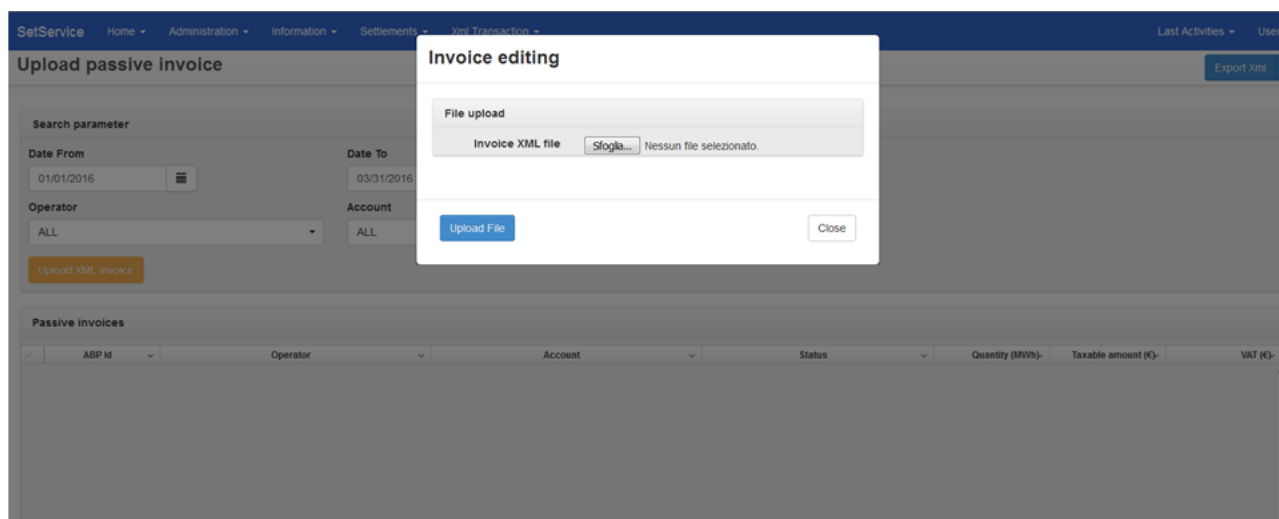 SetService Home Administration Information Settlements Xml Transaction Last Activities User
Upload passive invoice
Export Xml
Invoice editing
File upload
Invoice XML file Sfoglia... Nessun file selezionato.
Upload File Close
Search parameter
Date From Date To
01/01/2016 03/31/2016
Operator Account
ALL ALL
Upload XML invoice
Passive invoices
ABP Id Operator Account Status Quantity (MWh) Taxable amount (€) VAT (€)